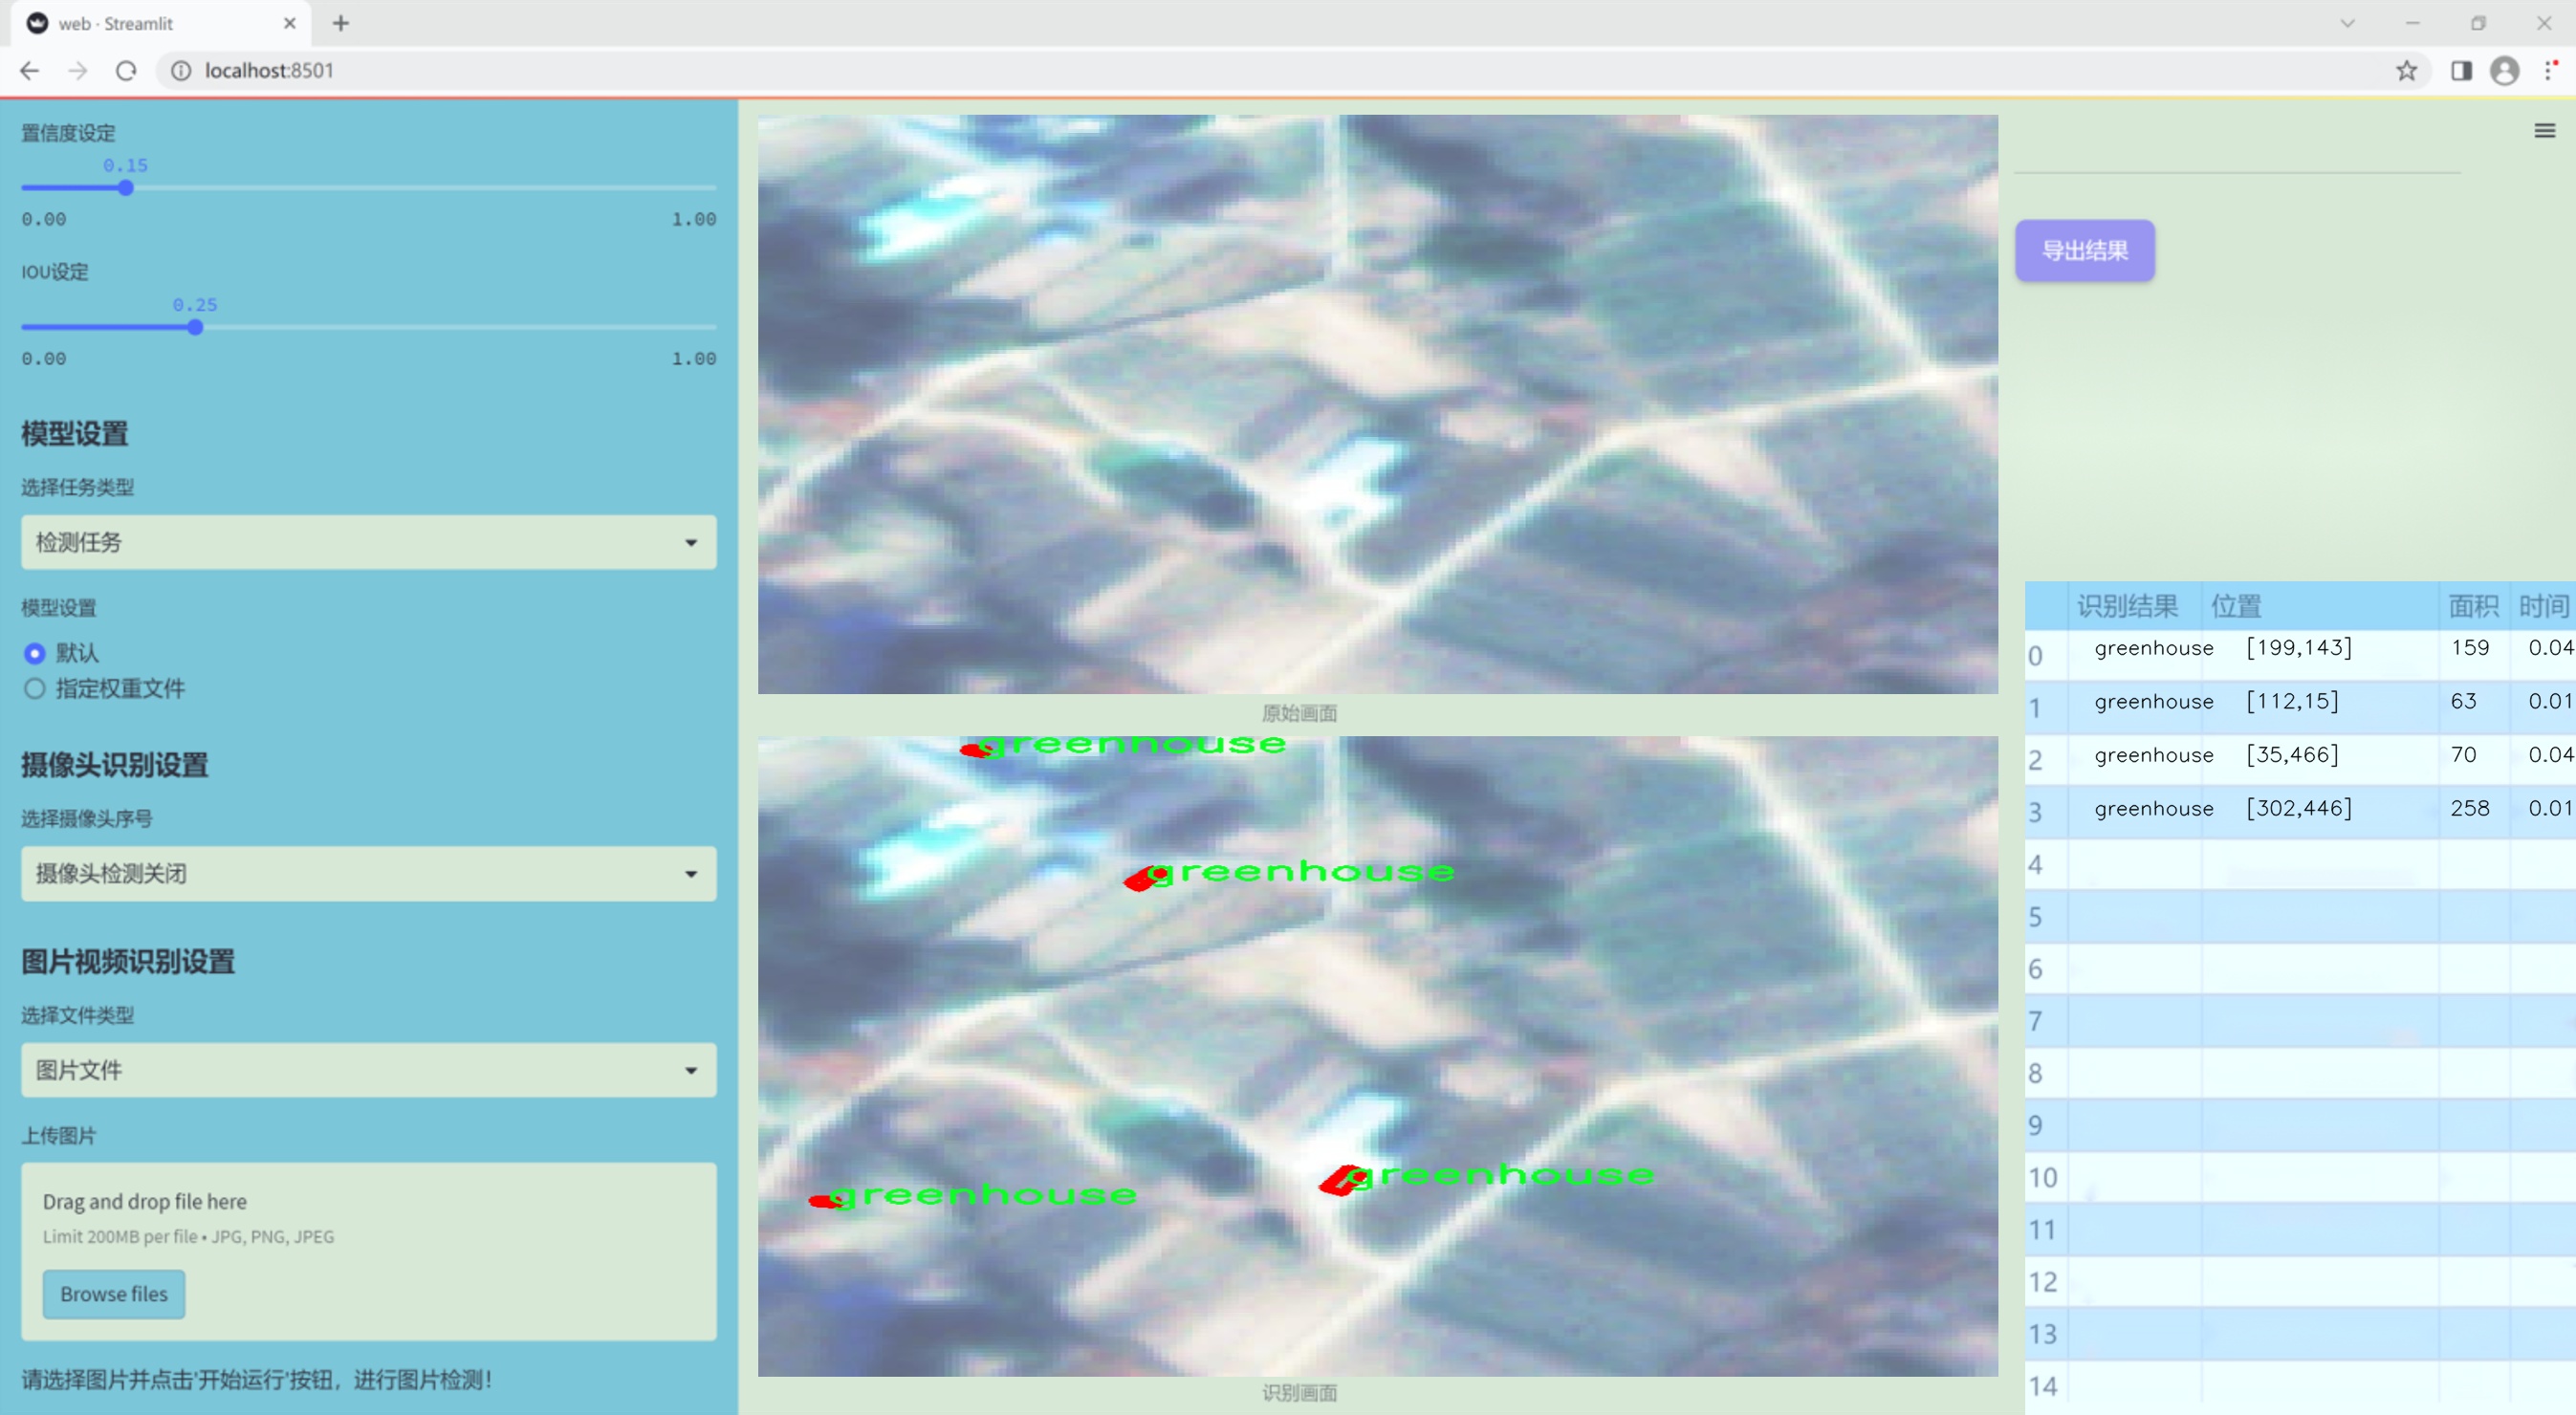 web · Streamlit
localhost:8501
置信度设定
0.15
0.00 1.00
IOU设定
0.25
0.00 1.00
模型设置
选择任务类型
检测任务
模型设置
默认
指定权重文件
摄像头识别设置
选择摄像头序号
摄像头检测关闭
图片视频识别设置
选择文件类型
图片文件
上传图片
Drag and drop file here
Limit 200MB per file • JPG, PNG, JPEG
Browse files
请选择图片并点击'开始运行'按钮，进行图片检测！
原始画面
greenhouse
greenhouse
greenhouse
greenhouse
识别画面
导出结果
识别结果 位置 面积 时间
0 greenhouse [199,143] 159 0.04
1 greenhouse [112,15] 63 0.01
2 greenhouse [35,466] 70 0.04
3 greenhouse [302,446] 258 0.01
4
5
6
7
8
9
10
11
12
13
14